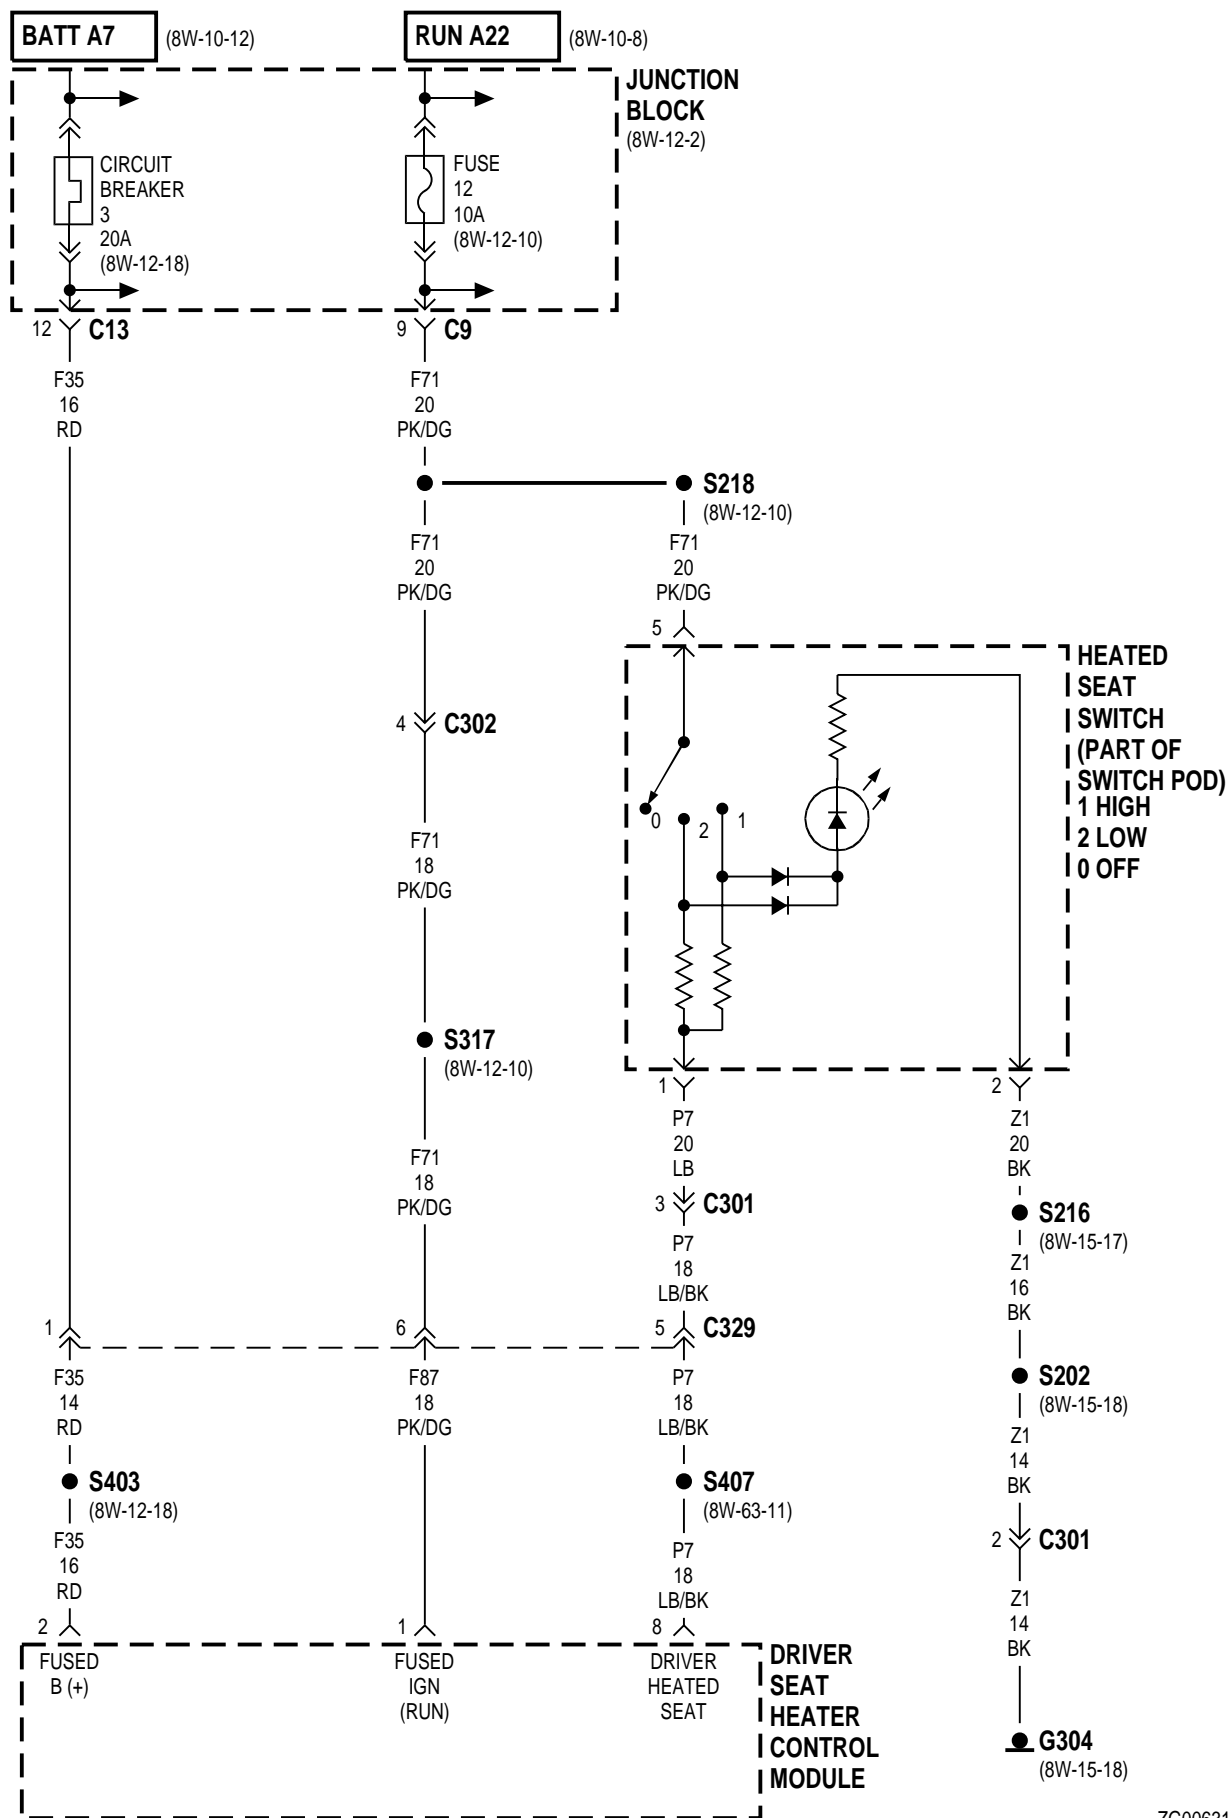 BATT A7 (8W-10-12)
RUN A22 (8W-10-8)
JUNCTION
BLOCK
(8W-12-2)
CIRCUIT
BREAKER
3
20A
(8W-12-18)
FUSE
12
10A
(8W-12-10)
12 C13
9 C9
F35
16
RD
F71
20
PK/DG
S218
(8W-12-10)
F71
20
PK/DG
F71
20
PK/DG
5
HEATED
SEAT
SWITCH
(PART OF
SWITCH POD)
1 HIGH
2 LOW
0 OFF
4 C302
0
2
1
F71
18
PK/DG
S317
(8W-12-10)
1
2
P7
20
LB
Z1
20
BK
F71
18
PK/DG
3 C301
S216
(8W-15-17)
P7
18
LB/BK
Z1
16
BK
1
6
5 C329
F35
14
RD
F87
18
PK/DG
P7
18
LB/BK
S202
(8W-15-18)
Z1
14
BK
S403
(8W-12-18)
S407
(8W-63-11)
F35
16
RD
P7
18
LB/BK
2 C301
Z1
14
BK
2
1
8
FUSED
B (+)
FUSED
IGN
(RUN)
DRIVER
HEATED
SEAT
DRIVER
SEAT
HEATER
CONTROL
MODULE
G304
(8W-15-18)